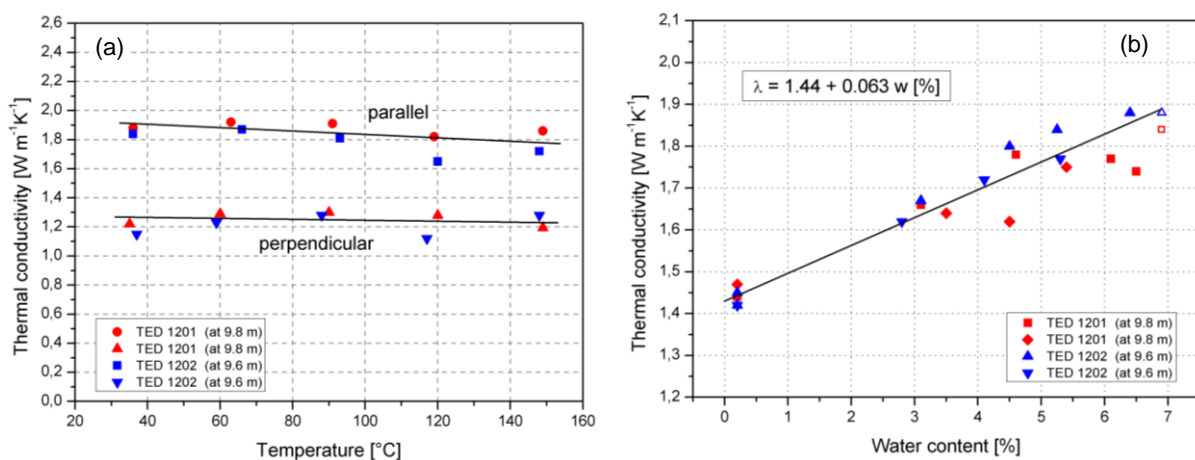 (a)
Thermal conductivity [W m⁻¹K⁻¹]
2,6
2,4
2,2
2,0
1,8
1,6
1,4
1,2
1,0
0,8
0,6
0,4
0,2
0,0
parallel
perpendicular
TED 1201 (at 9.8 m)
TED 1201 (at 9.8 m)
TED 1202 (at 9.6 m)
TED 1202 (at 9.6 m)
20 40 60 80 100 120 140 160
Temperature [°C]
(b)
Thermal conductivity [W m⁻¹K⁻¹]
2,0
1,9
1,8
1,7
1,6
1,5
1,4
1,3
1,2
λ = 1.44 + 0.063 w [%]
TED 1201 (at 9.8 m)
TED 1201 (at 9.8 m)
TED 1202 (at 9.6 m)
TED 1202 (at 9.6 m)
0 1 2 3 4 5 6 7
Water content [%]